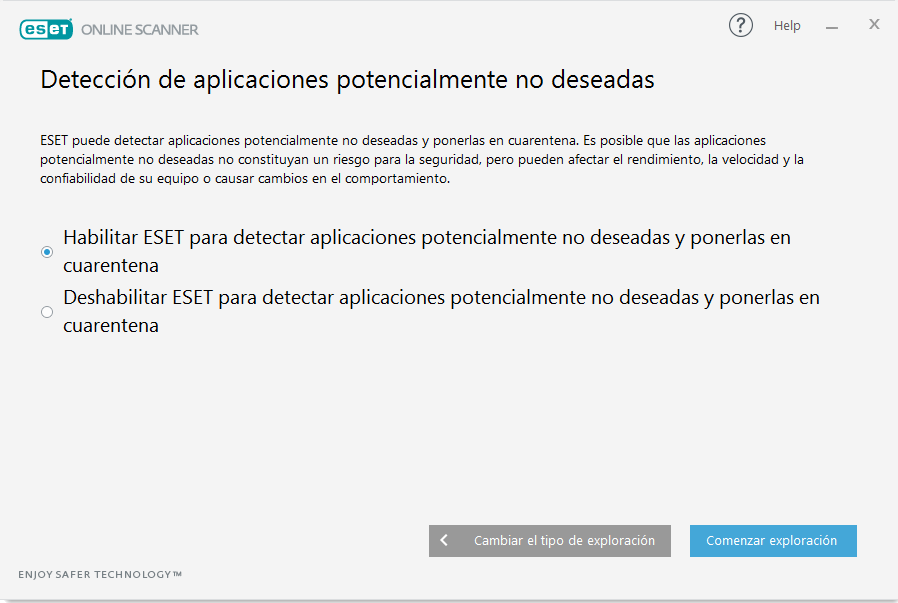 eset ONLINE SCANNER
? Help
Detección de aplicaciones potencialmente no deseadas
ESET puede detectar aplicaciones potencialmente no deseadas y ponerlas en cuarentena. Es posible que las aplicaciones
potencialmente no deseadas no constituyan un riesgo para la seguridad, pero pueden afectar el rendimiento, la velocidad y la
confiabilidad de su equipo o causar cambios en el comportamiento.
Habilitar ESET para detectar aplicaciones potencialmente no deseadas y ponerlas en
cuarentena
Deshabilitar ESET para detectar aplicaciones potencialmente no deseadas y ponerlas en
cuarentena
Cambiar el tipo de exploración
Comenzar exploración
ENJOY SAFER TECHNOLOGY™